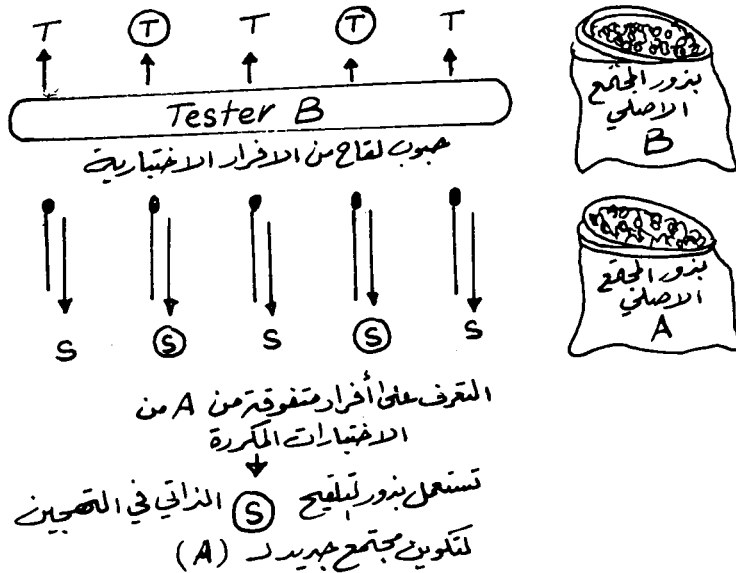 T T T T T
Tester B
حبوب لقاح من الافراد الاختبارية
S S S S S
بذور المجتمع
الاصلي
B
بذور المجتمع
الاصلي
A
التعرف على أفراد متفوقة من A من
الاختبارات المكررة
تستعمل بذور التلقيح S الذاتي في التهجين
لتكوين مجتمع جديد لـ (A)